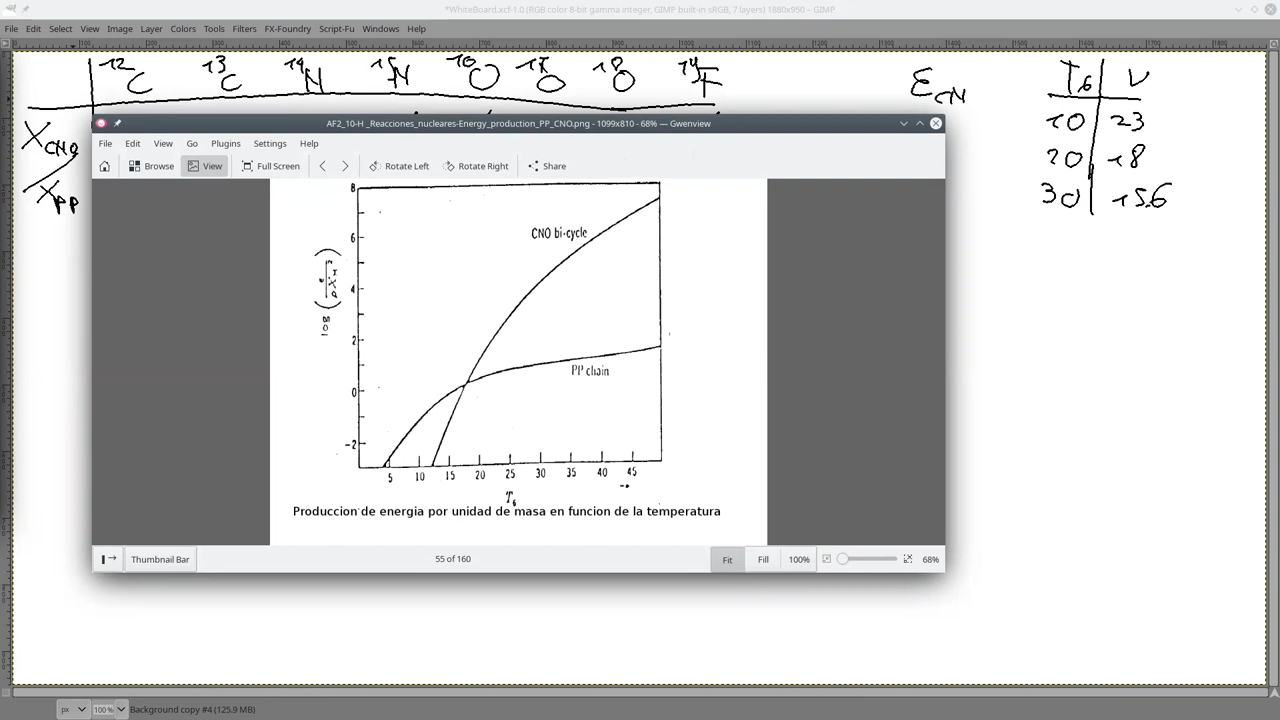 *WhiteBoard.xcf-1.0 (RGB color 8-bit gamma integer, GIMP built-in sRGB, 7 layers) 1880x950 – GIMP
File Edit Select View Image Layer Colors Tools Filters FX-Foundry Script-Fu Windows Help
12C 13C 14N 15N 16O 17O 18O 19F
X_CNO
X_PP
ε_CN
T6 ν
10 23
20 18
30 15.6
AF2_10-H _Reacciones_nucleares-Energy_production_PP_CNO.png - 1099x810 - 68% — Gwenview
File Edit View Go Plugins Settings Help
Browse View Full Screen Rotate Left Rotate Right Share
8
6
4
2
0
-2
CNO bi-cycle
PP chain
5 10 15 20 25 30 35 40 45
T6
Produccion de energia por unidad de masa en funcion de la temperatura
Thumbnail Bar 55 of 160 Fit Fill 100% 68%
px 100% Background copy #4 (125.9 MB)